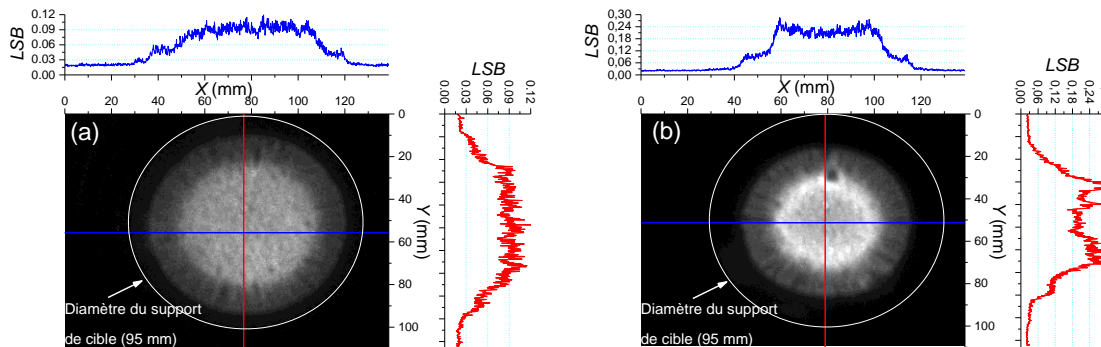 0.12
0.09
0.06
0.03
0.00
LSB
0 20 40 60 80 100 120
X (mm)
LSB
0.00
0.03
0.06
0.09
0.12
(a)
0
20
40
60
80
100
Y (mm)
Diamètre du support
de cible (95 mm)
0,30
0,24
0,18
0,12
0,06
0,00
LSB
0 20 40 60 80 100 120
X (mm)
LSB
0.00
0.06
0.12
0.18
0.24
(b)
0
20
40
60
80
100
Y (mm)
Diamètre du support
de cible (95 mm)